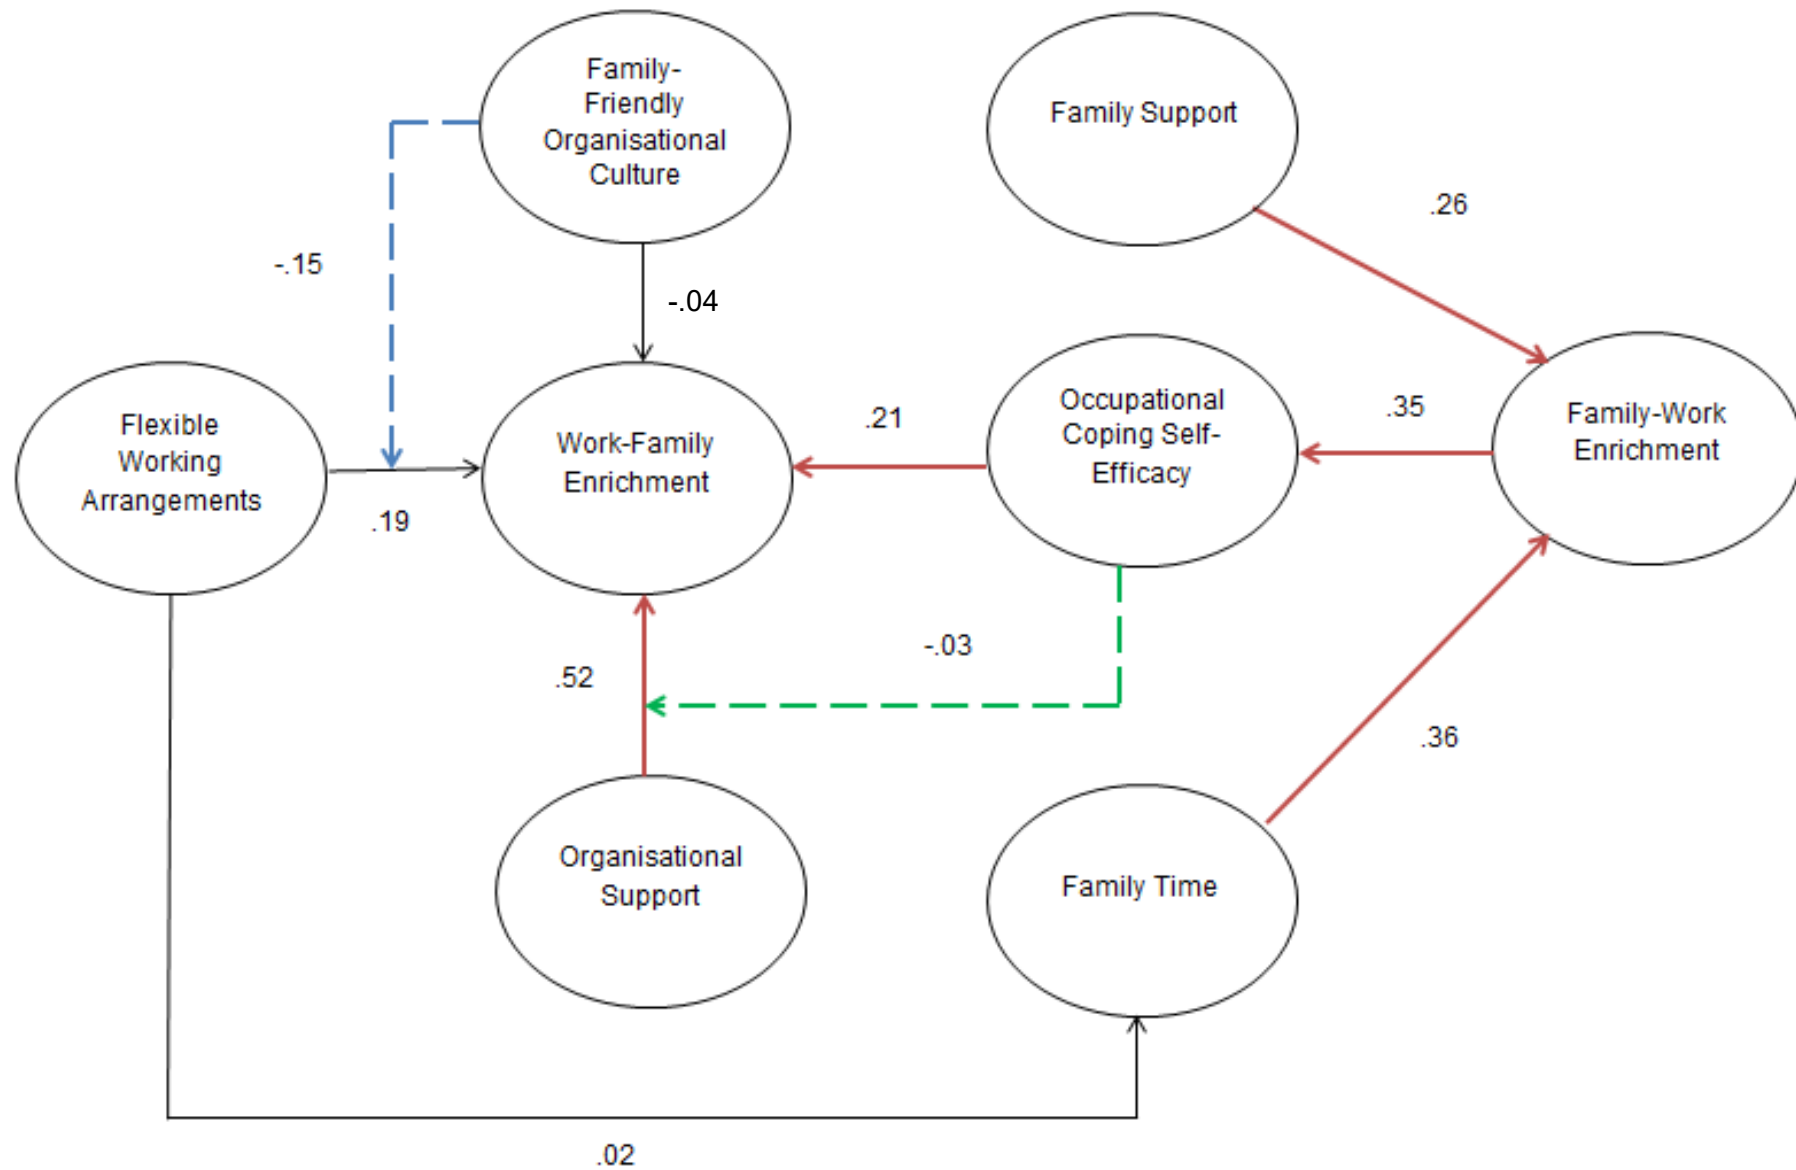 Family-
Friendly
Organisational
Culture
Family Support
.26
-.15
-.04
Flexible
Working
Arrangements
.19
Work-Family
Enrichment
.21
Occupational
Coping Self-
Efficacy
.35
Family-Work
Enrichment
.52
-.03
.36
Organisational
Support
Family Time
.02